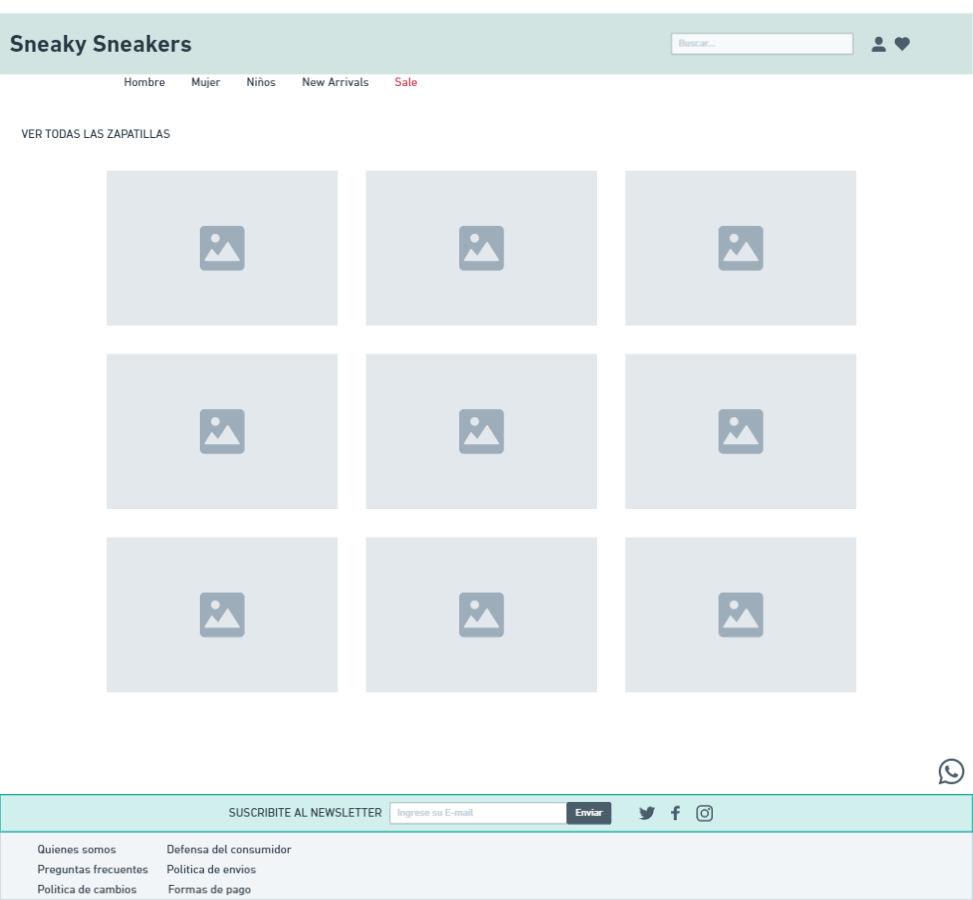 Sneaky Sneakers
Buscar...
Hombre Mujer Niños New Arrivals Sale
VER TODAS LAS ZAPATILLAS
SUSCRIBITE AL NEWSLETTER Ingrese su E-mail Enviar
Quienes somos Defensa del consumidor
Preguntas frecuentes Politica de envios
Politica de cambios Formas de pago